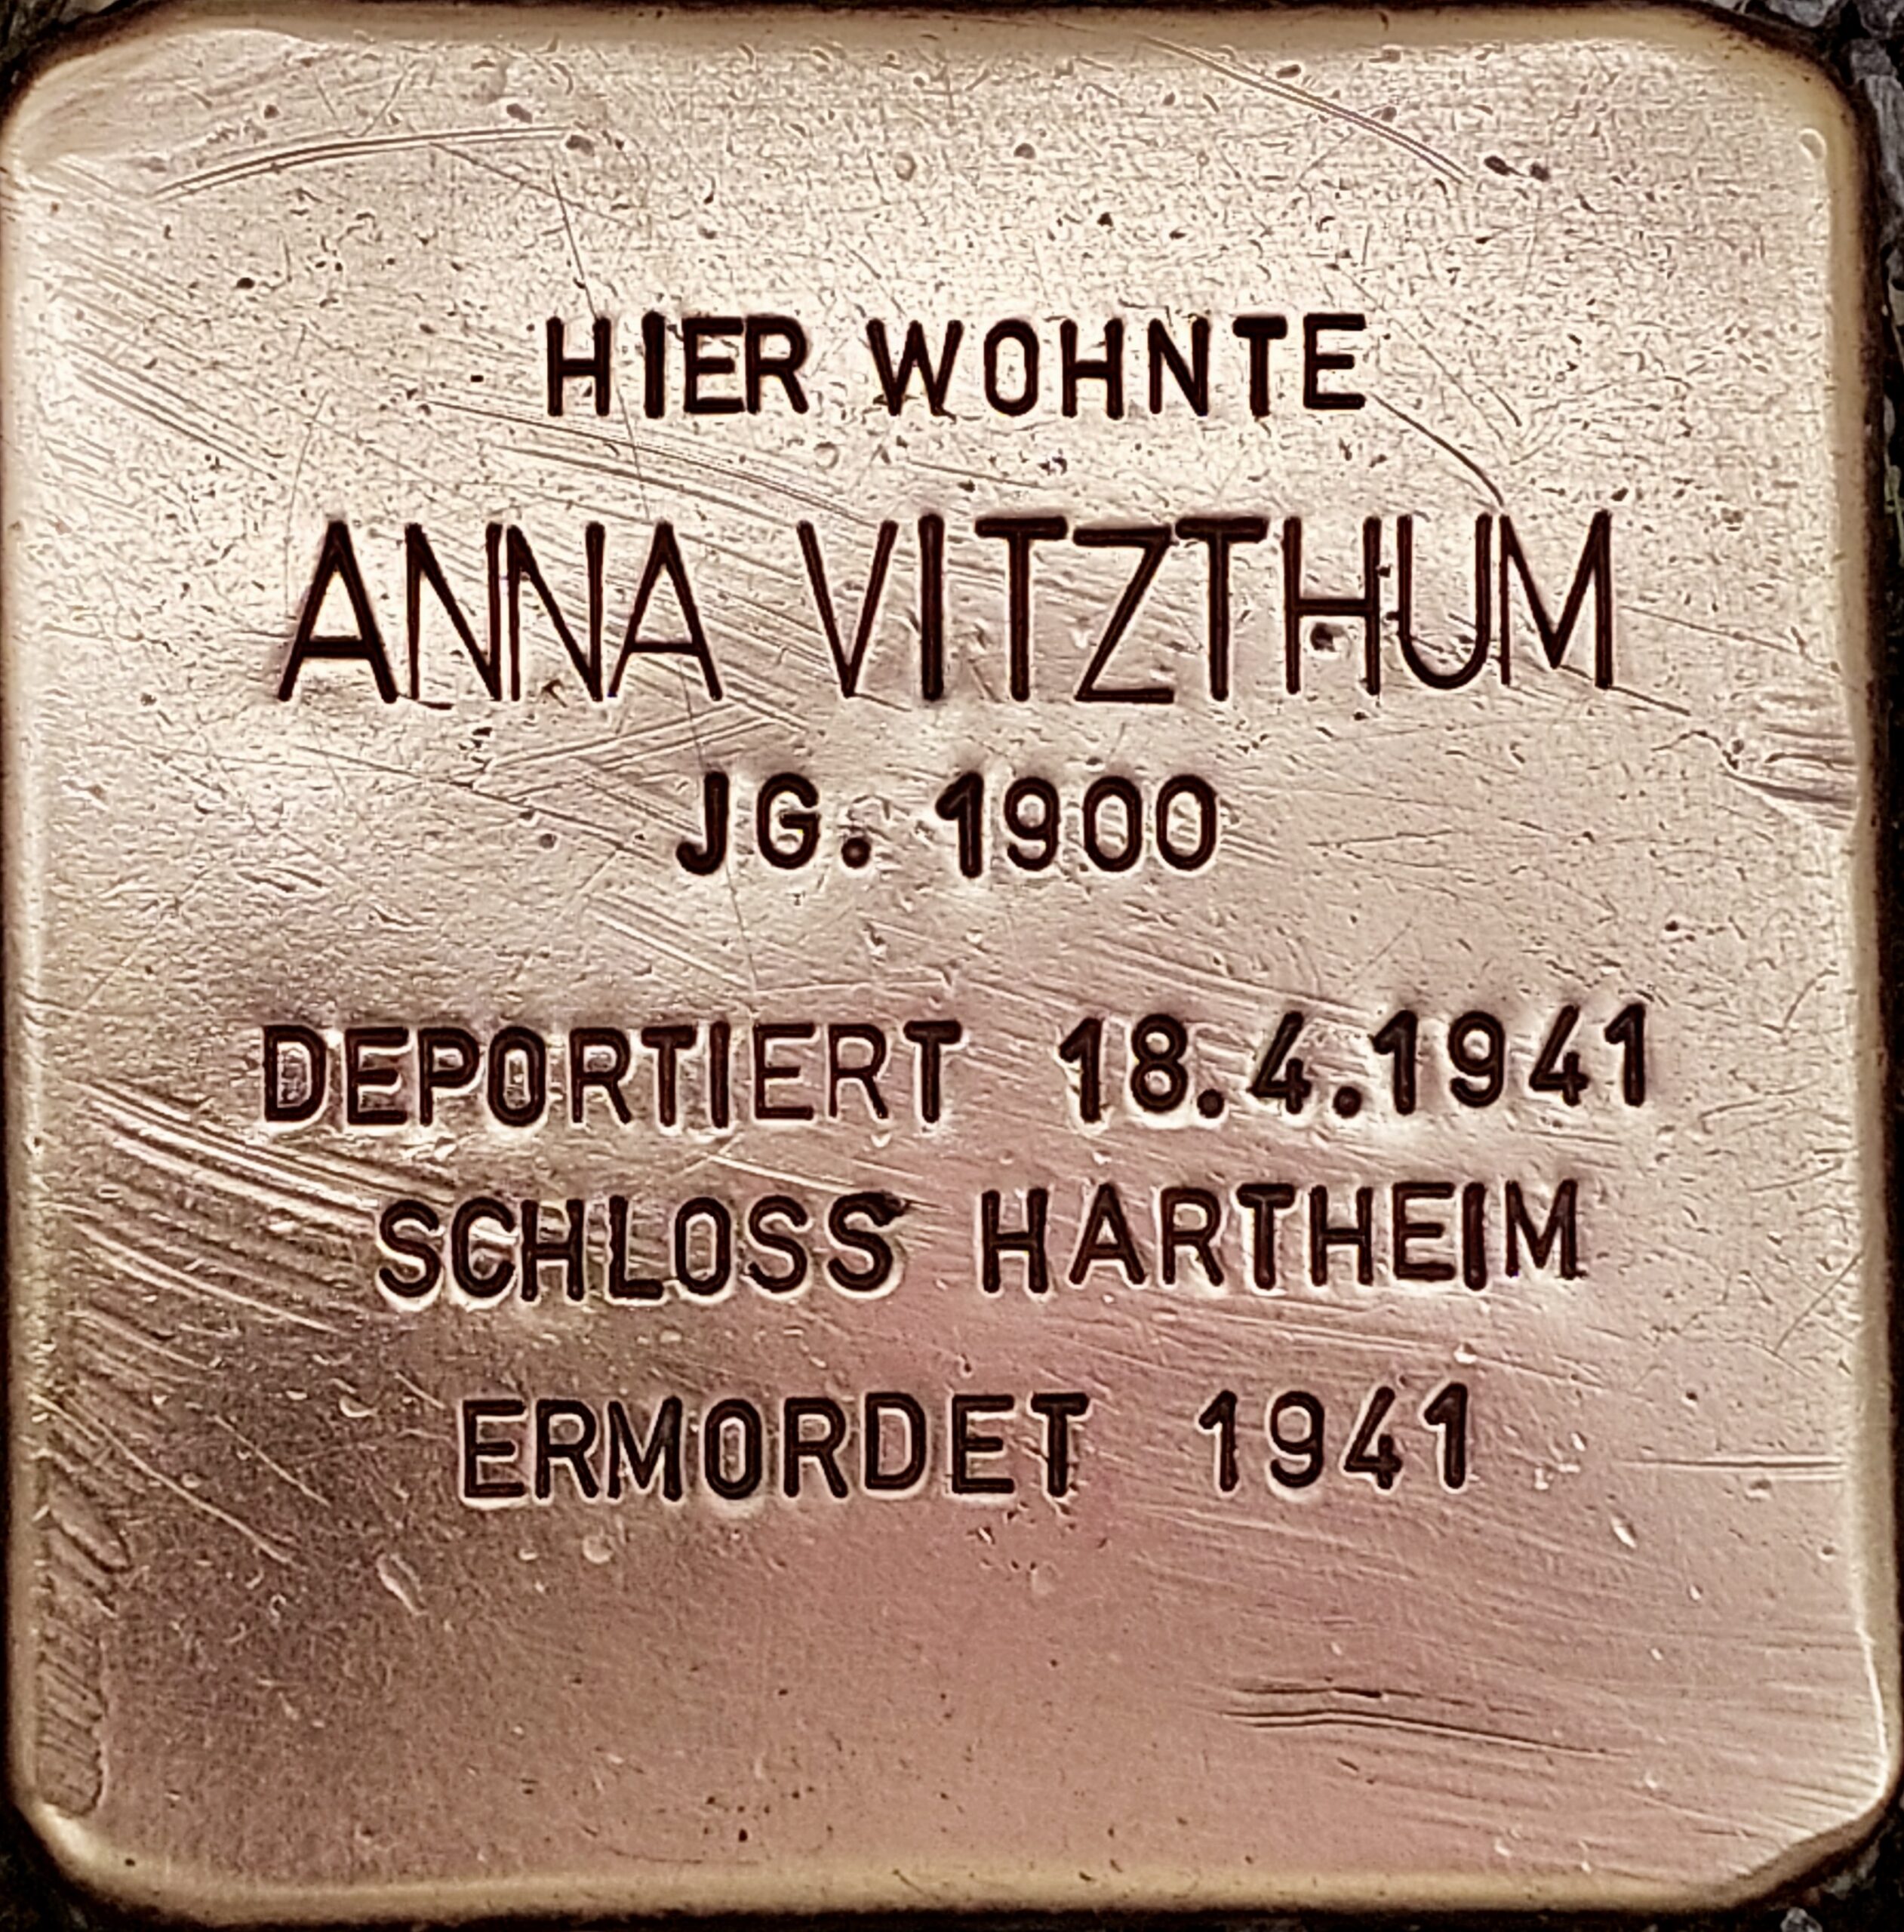 HIER WOHNTE
ANNA VITZTHUM
JG. 1900
DEPORTIERT 18.4.1941
SCHLOSS HARTHEIM
ERMORDET 1941